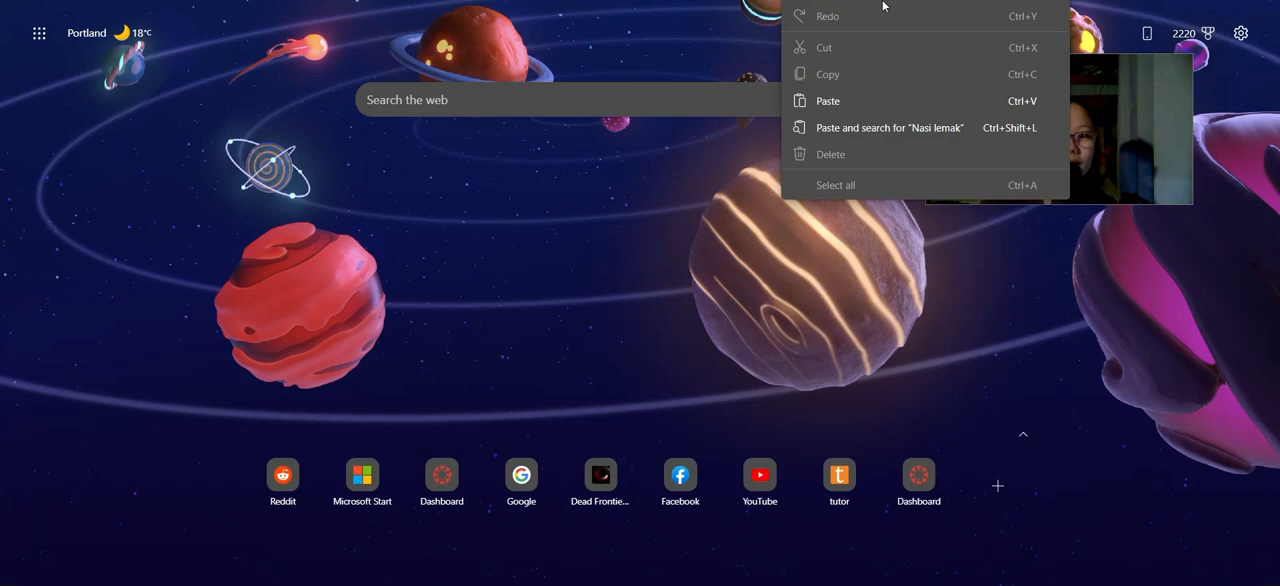 Portland 18°C
Redo Ctrl+Y
2220
Cut Ctrl+X
Copy Ctrl+C
Search the web
Paste Ctrl+V
Paste and search for "Nasi lemak" Ctrl+Shift+L
Delete
Select all Ctrl+A
Reddit
Microsoft Start
Dashboard
Google
Dead Frontie...
Facebook
YouTube
tutor
Dashboard